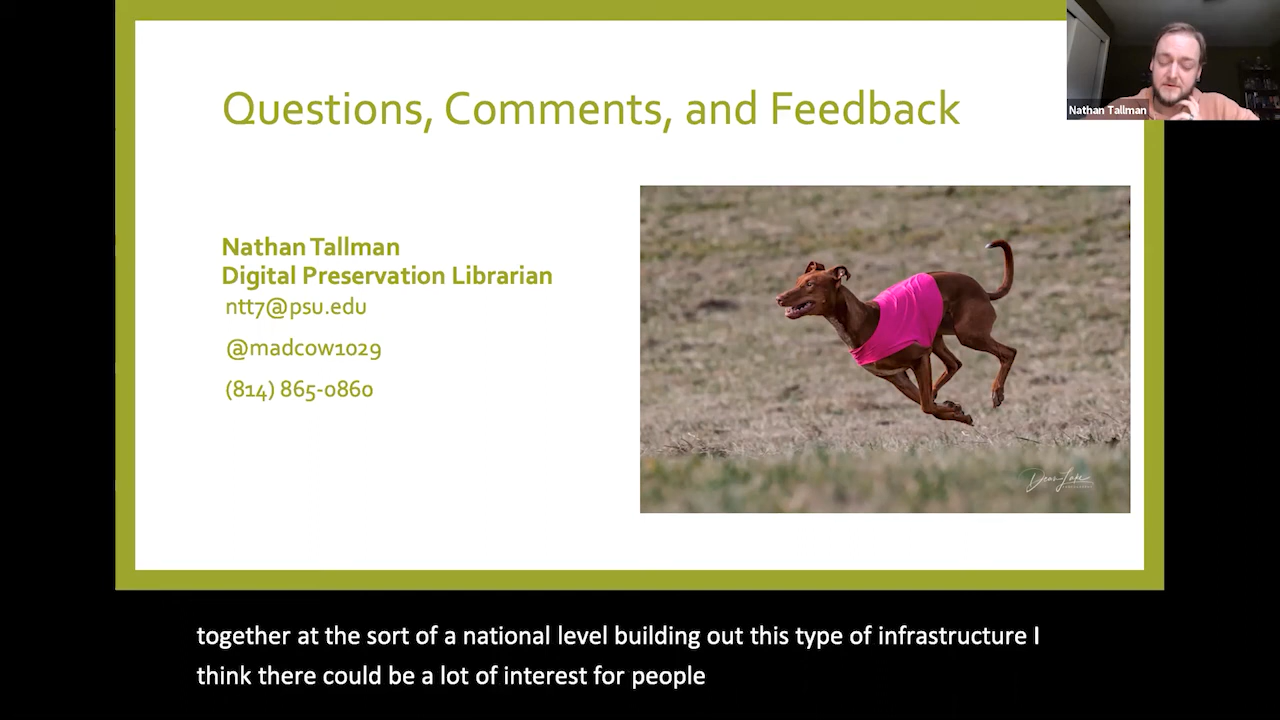 Questions, Comments, and Feedback
Nathan Tallman
Nathan Tallman
Digital Preservation Librarian
ntt7@psu.edu
@madcow1029
(814) 865-0860
together at the sort of a national level building out this type of infrastructure I
think there could be a lot of interest for people